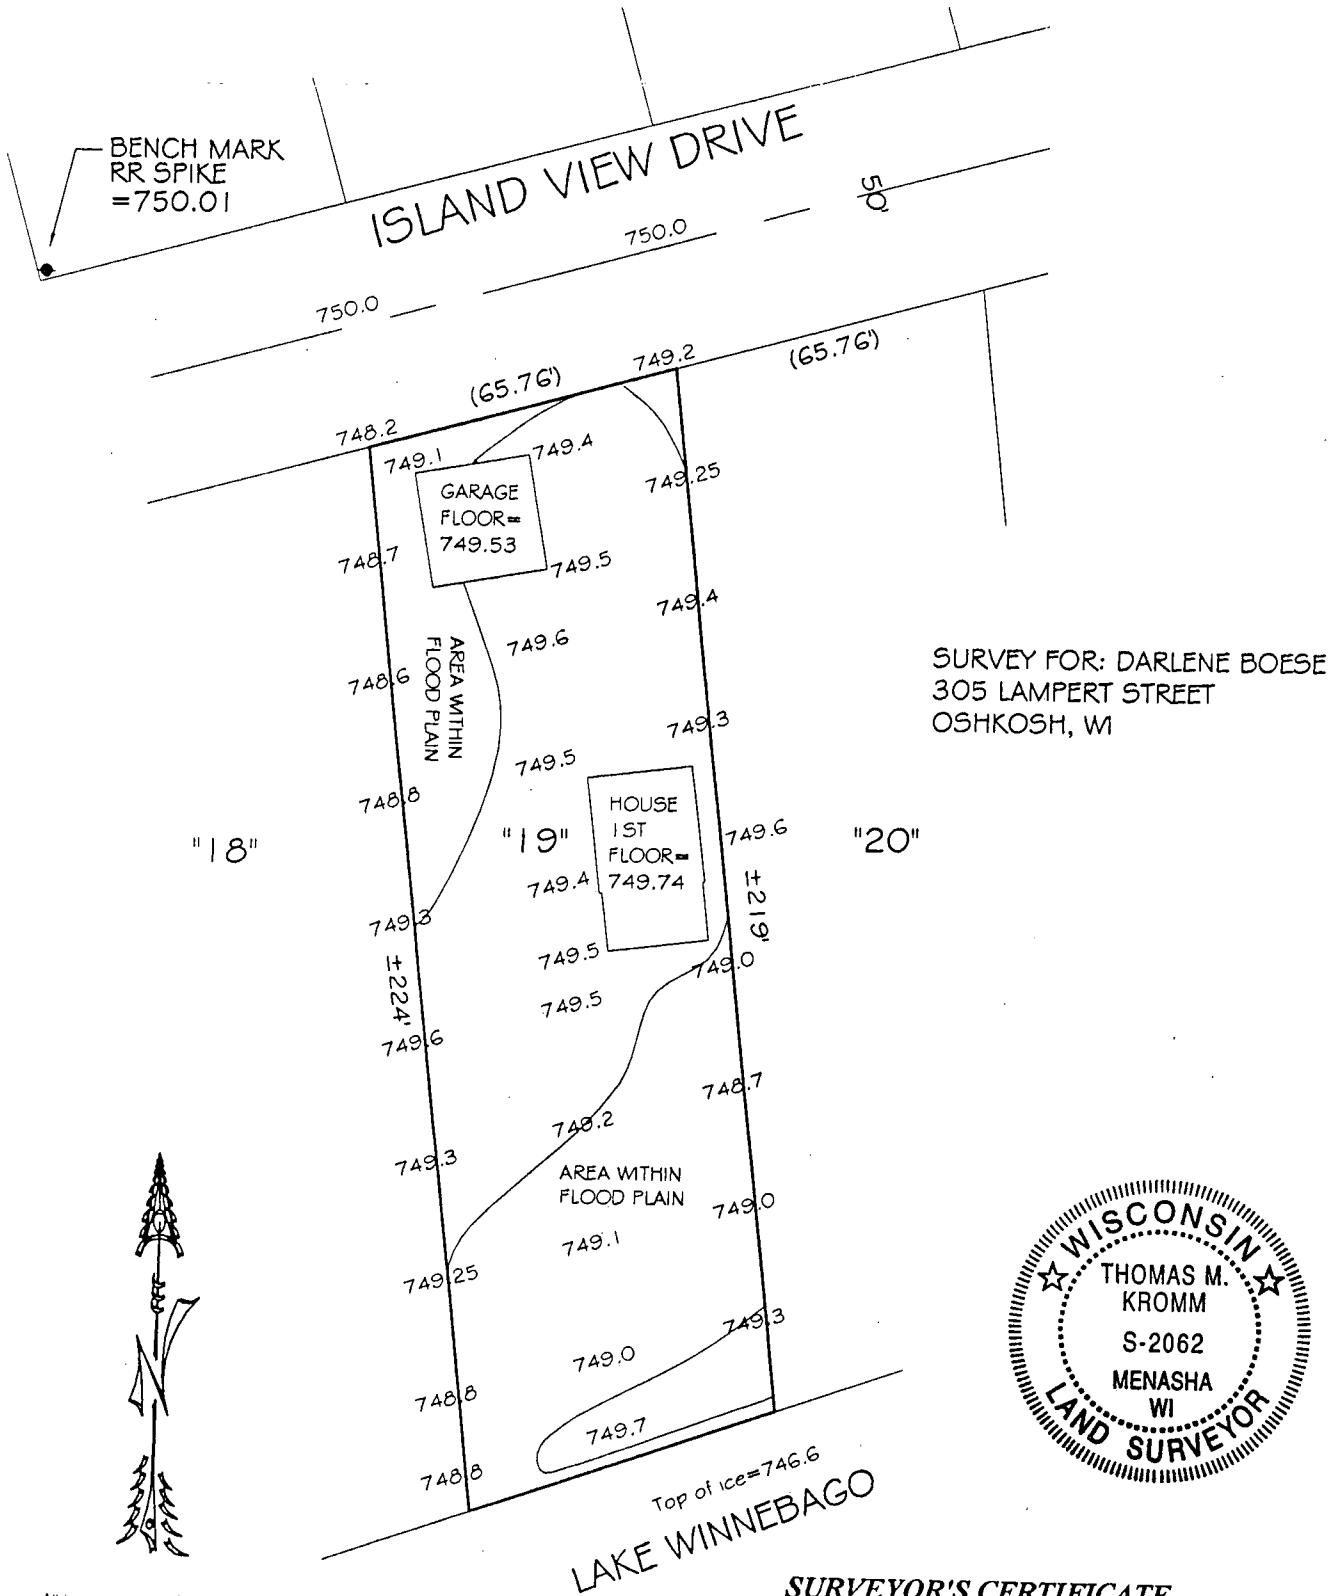 BENCH MARK
RR SPIKE
=750.01
ISLAND VIEW DRIVE
50'
750.0
750.0
(65.76')
749.2
(65.76')
748.2
749.1
749.4
749.25
GARAGE
FLOOR=
749.53
748.7
749.5
749.4
749.6
AREA WITHIN
FLOOD PLAIN
748.6
749.3
SURVEY FOR: DARLENE BOESE
305 LAMPERT STREET
OSHKOSH, WI
749.5
748.8
HOUSE
1ST
FLOOR=
749.74
"18"
"19"
749.6
"20"
749.4
±219'
749.3
749.5
749.0
±224'
749.5
749.6
748.7
749.2
749.3
AREA WITHIN
FLOOD PLAIN
749.0
749.1
749.25
749.3
749.0
748.8
749.7
748.8
Top of ice=746.6
LAKE WINNEBAGO
WISCONSIN
THOMAS M.
KROMM
S-2062
MENASHA
WI
LAND SURVEYOR
SURVEYOR'S CERTIFICATE